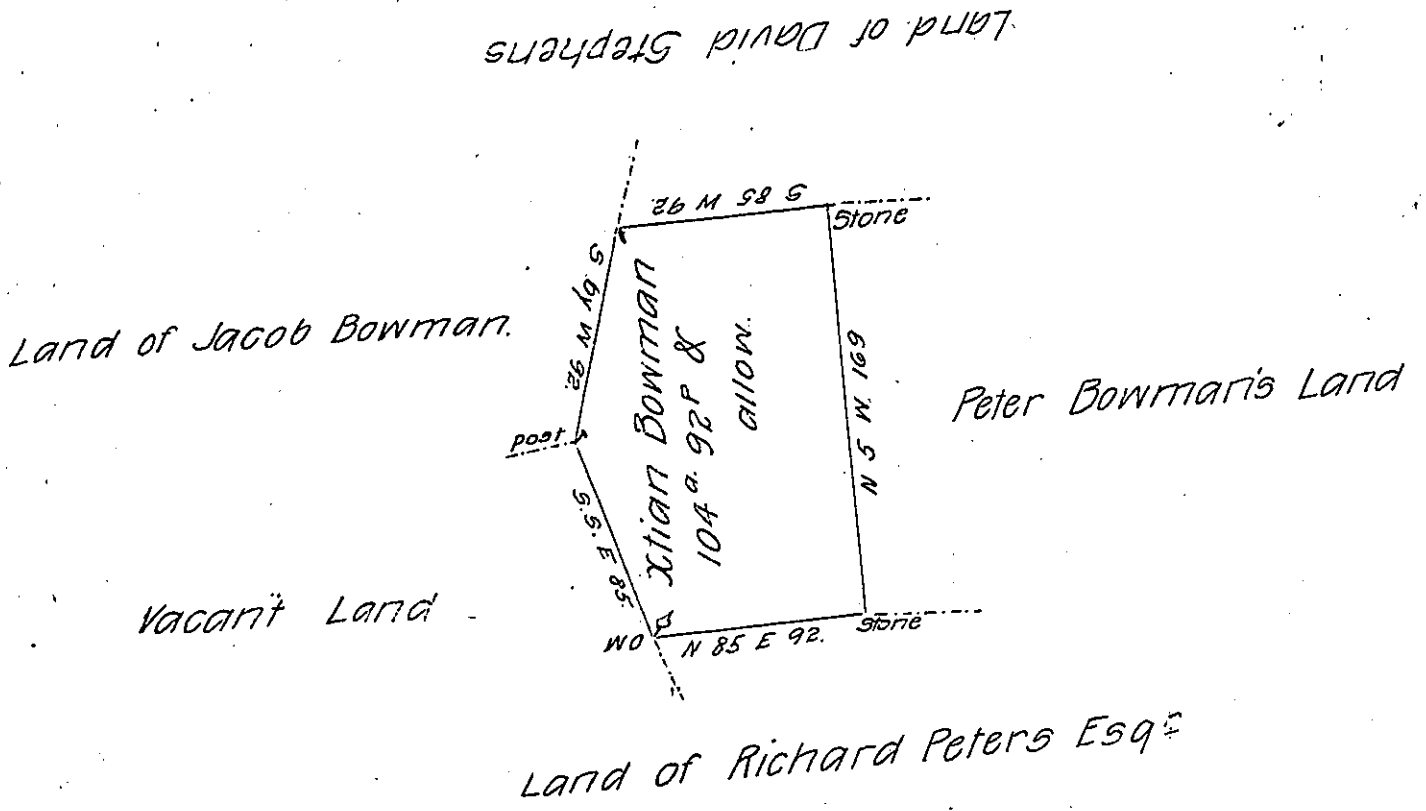 Land of David Stephens
S 85 W 92.
Stone
S by W 92.
Land of Jacob Bowman.
Xtian Bowman
104 a. 92 P &
allow.
N 5 W. 169
Peter Bowman's Land
post
S.S. E 85.
Vacant Land
WO
N 85 E 92.
Stone
Land of Richard Peters Esqr